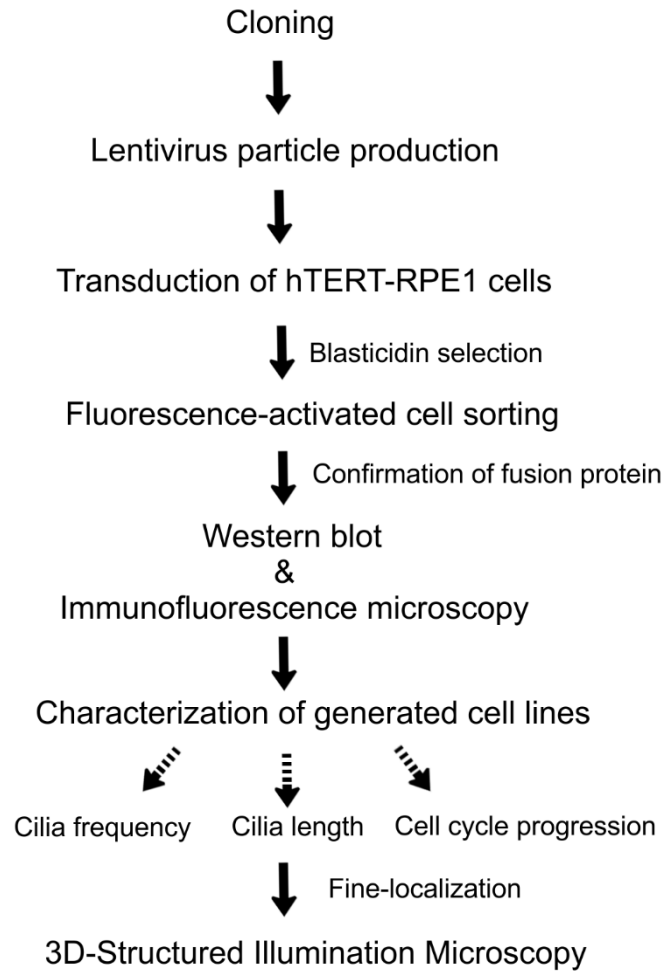 Cloning
Lentivirus particle production
Transduction of hTERT-RPE1 cells
Blasticidin selection
Fluorescence-activated cell sorting
Confirmation of fusion protein
Western blot
&
Immunofluorescence microscopy
Characterization of generated cell lines
Cilia frequency Cilia length Cell cycle progression
Fine-localization
3D-Structured Illumination Microscopy